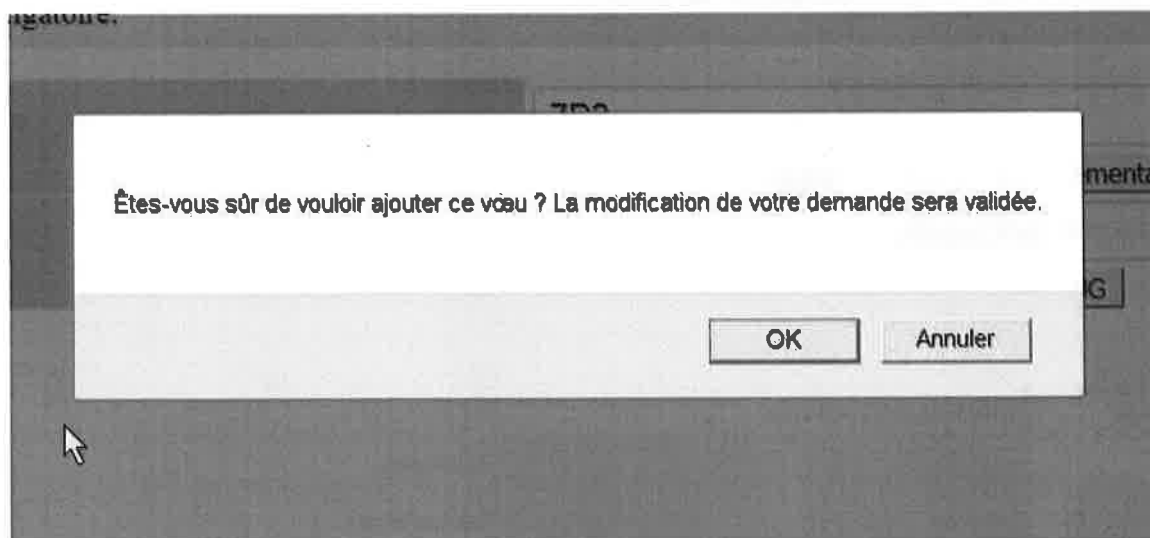 Êtes-vous sûr de vouloir ajouter ce vœu ? La modification de votre demande sera validée.
OK
Annuler